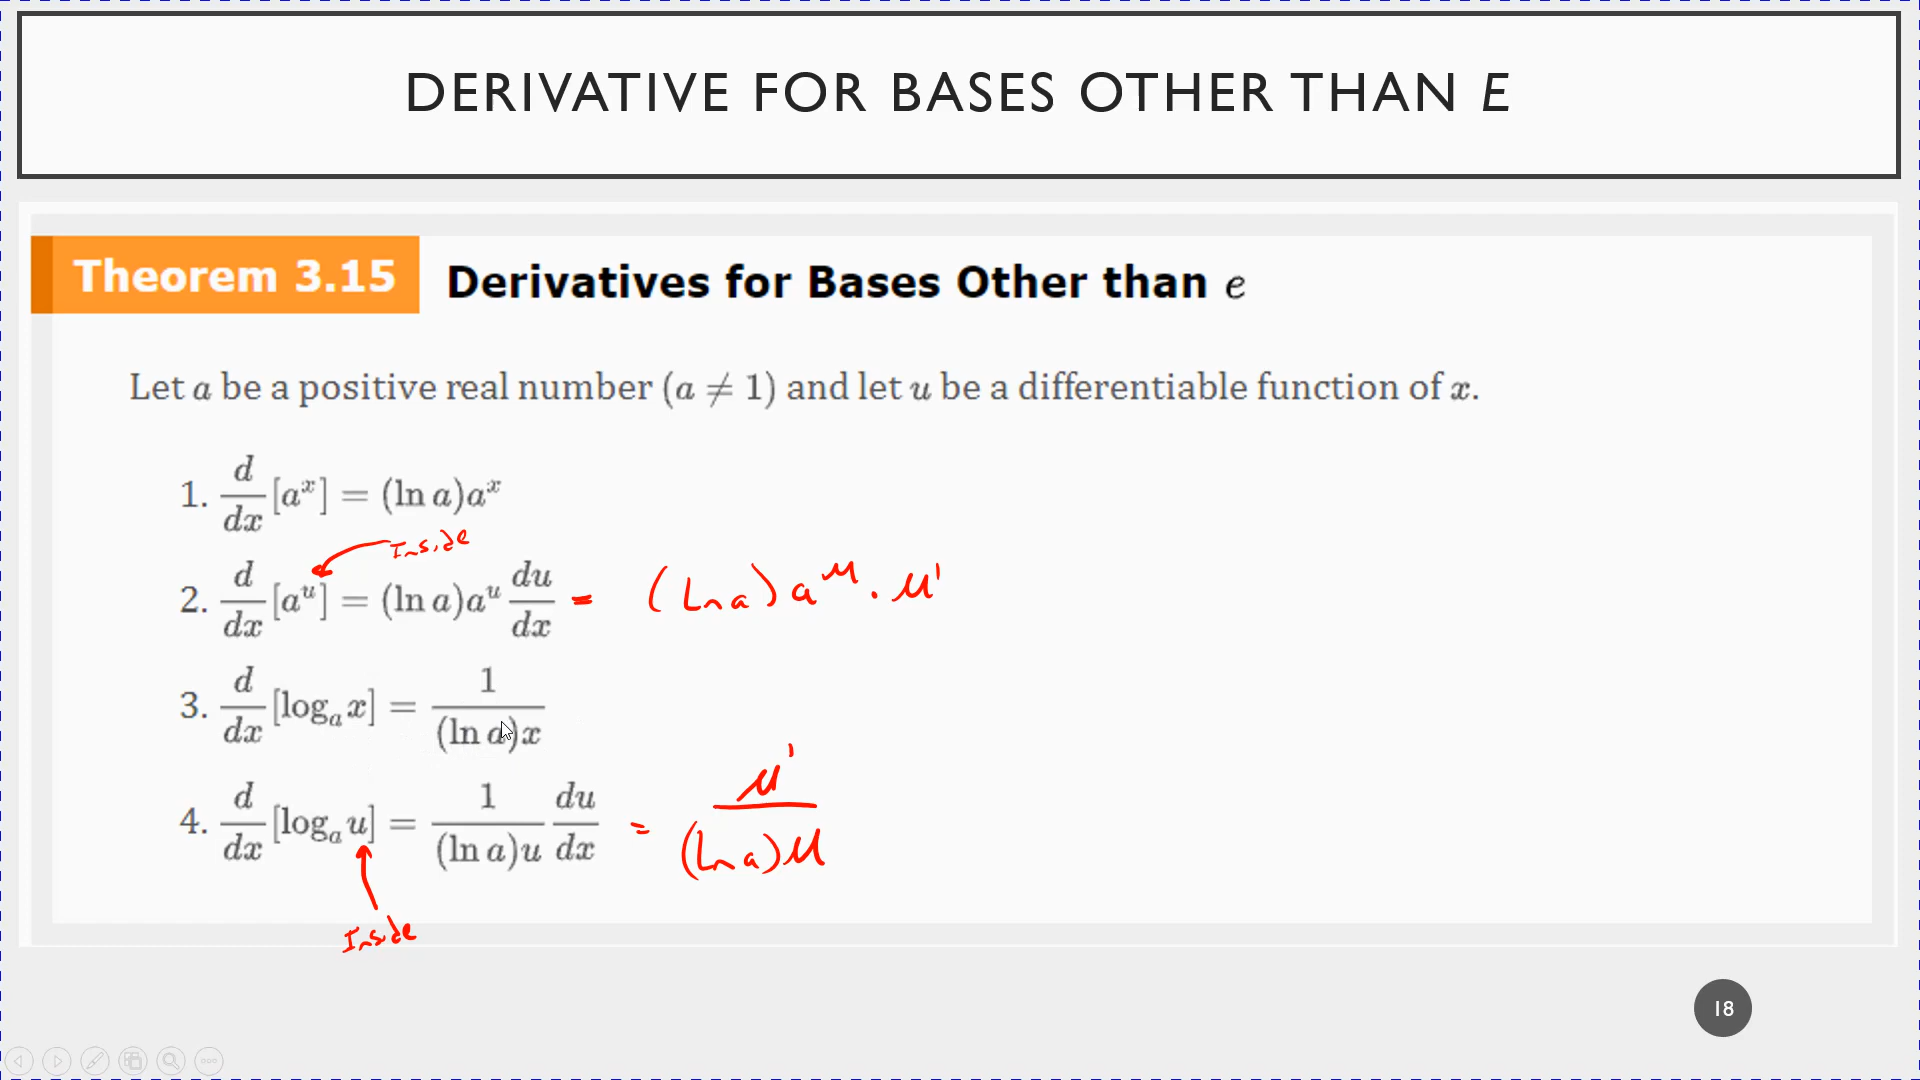 DERIVATIVE FOR BASES OTHER THAN E
Theorem 3.15 Derivatives for Bases Other than e
Let a be a positive real number (a ≠ 1) and let u be a differentiable function of x.
1. d/dx [a^x] = (ln a)a^x
Inside
2. d/dx [a^u] = (ln a)a^u du/dx = (ln a) a^u · u'
3. d/dx [log_a x] = 1/((ln a)x)
4. d/dx [log_a u] = 1/((ln a)u) du/dx = u'/((ln a)u)
Inside
18